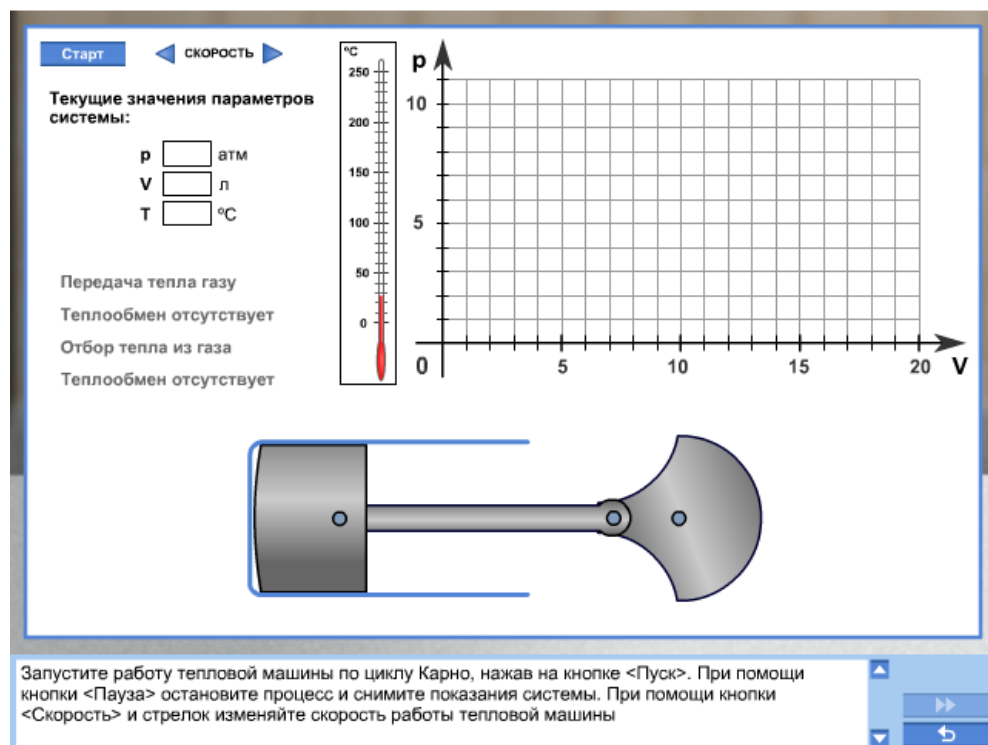 Старт
СКОРОСТЬ
Текущие значения параметров
системы:
p атм
V л
T ºC
Передача тепла газу
Теплообмен отсутствует
Отбор тепла из газа
Теплообмен отсутствует
ºC
250
200
150
100
50
0
p
10
5
0
5
10
15
20
V
Запустите работу тепловой машины по циклу Карно, нажав на кнопке <Пуск>. При помощи
кнопки <Пауза> остановите процесс и снимите показания системы. При помощи кнопки
<Скорость> и стрелок изменяйте скорость работы тепловой машины